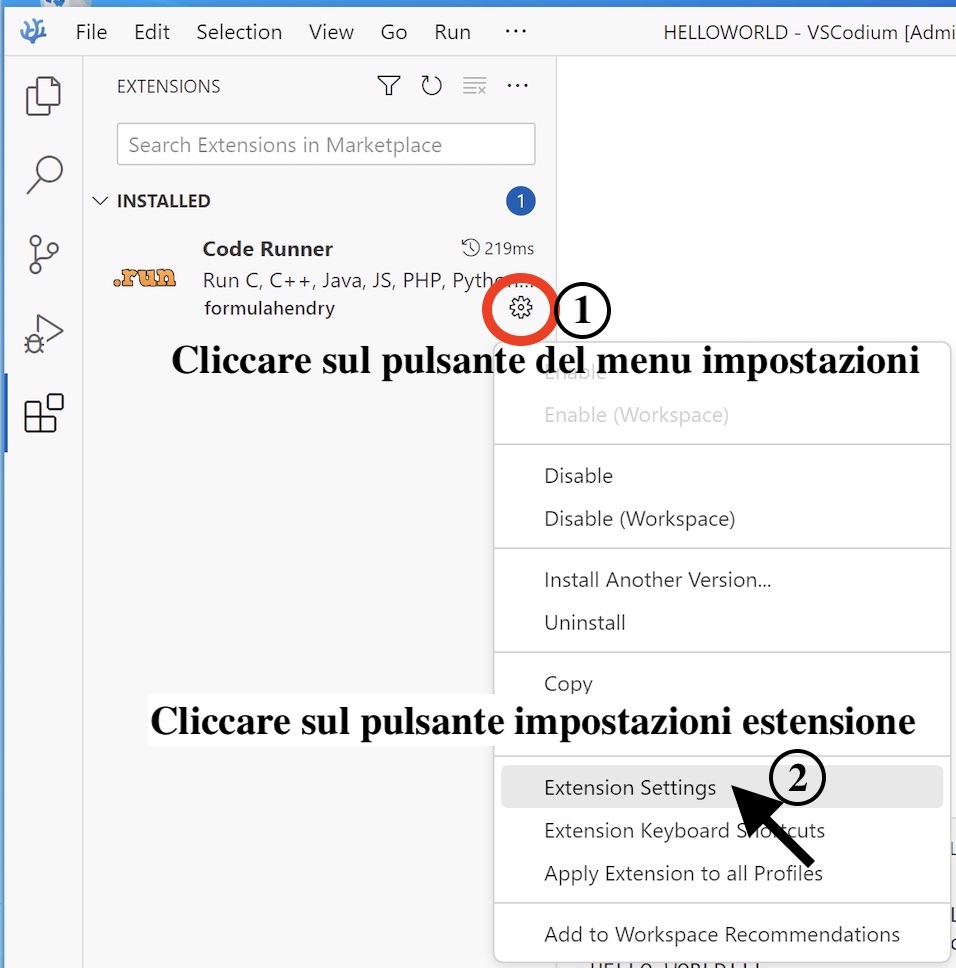 File Edit Selection View Go Run ... HELLOWORLD - VSCodium [Admi
EXTENSIONS
Search Extensions in Marketplace
INSTALLED 1
Code Runner 219ms
.run
Run C, C++, Java, JS, PHP, Python...
formulahendry
1
Cliccare sul pulsante del menu impostazioni
Enable
Enable (Workspace)
Disable
Disable (Workspace)
Install Another Version...
Uninstall
Copy
Cliccare sul pulsante impostazioni estensione
2
Extension Settings
Extension Keyboard Shortcuts
Apply Extension to all Profiles
Add to Workspace Recommendations